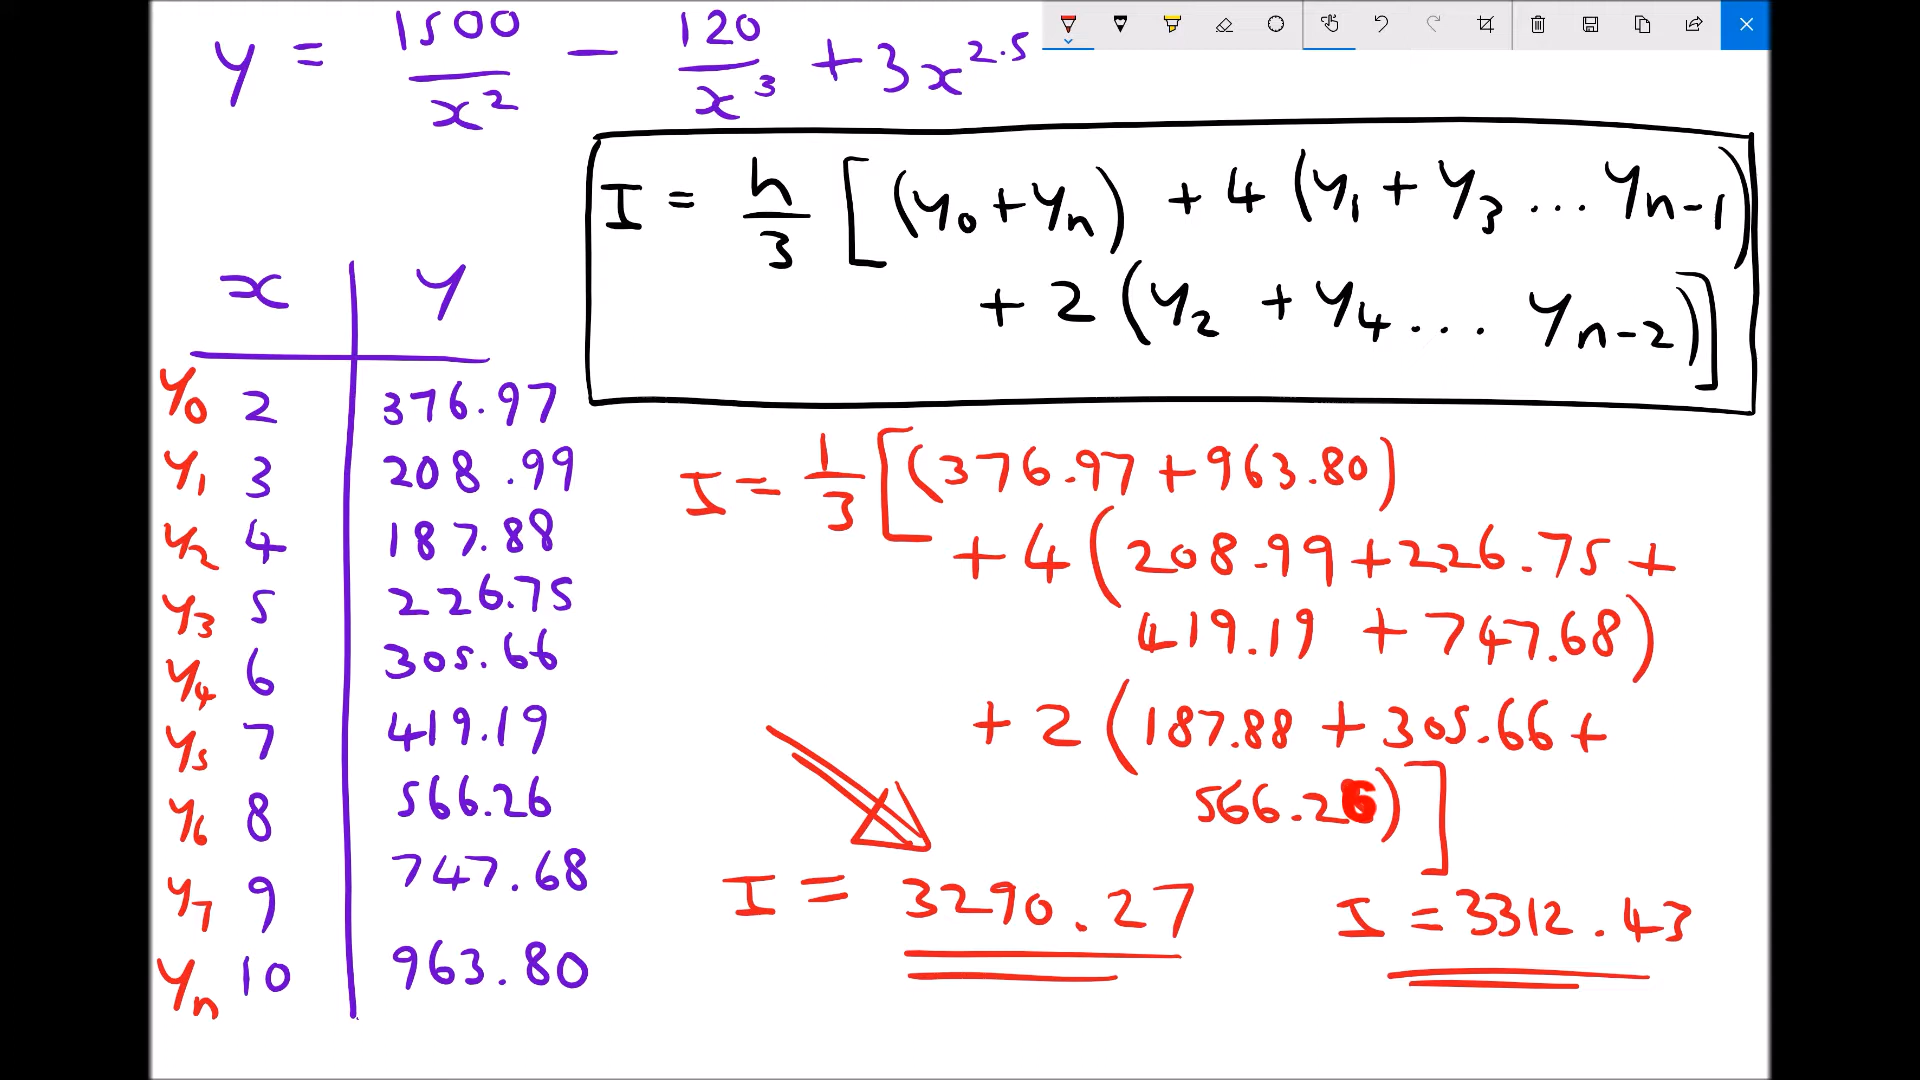 y = 1500/x² − 120/x³ + 3x^2.5
I = h/3 [(y₀ + yₙ) + 4 (y₁ + y₃ ... yₙ₋₁)
+ 2 (y₂ + y₄ ... yₙ₋₂)]
x | y
y₀ 2 | 376.97
y₁ 3 | 208.99
y₂ 4 | 187.88
y₃ 5 | 226.75
y₄ 6 | 305.66
y₅ 7 | 419.19
y₆ 8 | 566.26
y₇ 9 | 747.68
yₙ 10 | 963.80
I = 1/3 [(376.97 + 963.80)
+ 4 (208.99 + 226.75 +
419.19 + 747.68)
+ 2 (187.88 + 305.66 +
566.26)]
I = 3290.27
I = 3312.43